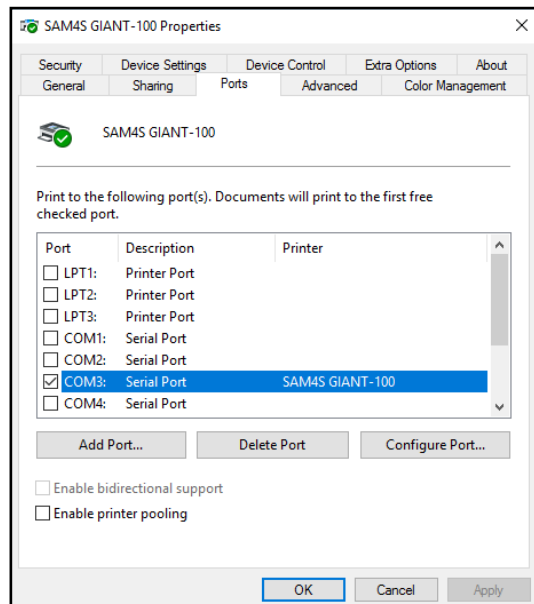 SAM4S GIANT-100 Properties
Security Device Settings Device Control Extra Options About
General Sharing Ports Advanced Color Management
SAM4S GIANT-100
Print to the following port(s). Documents will print to the first free
checked port.
Port Description Printer
LPT1: Printer Port
LPT2: Printer Port
LPT3: Printer Port
COM1: Serial Port
COM2: Serial Port
COM3: Serial Port SAM4S GIANT-100
COM4: Serial Port
Add Port... Delete Port Configure Port...
Enable bidirectional support
Enable printer pooling
OK Cancel Apply